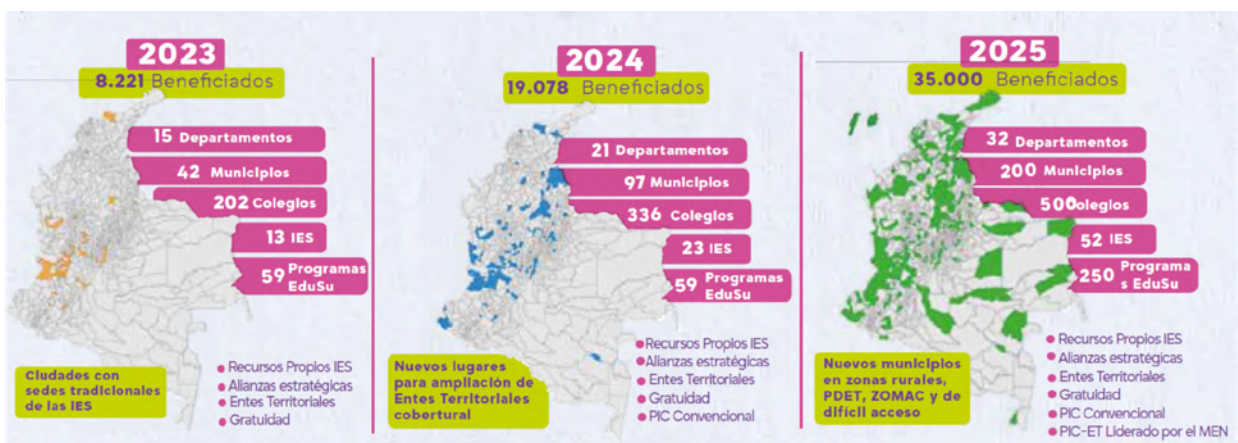 2023
8.221 Beneficiados
15 Departamentos
42 Municipios
202 Colegios
13 IES
59 Programas
EduSu
Ciudades con
sedes tradicionales
de las IES
Recursos Propios IES
Alianzas estratégicas
Entes Territoriales
Gratuidad
2024
19.078 Beneficiados
21 Departamentos
97 Municipios
336 Colegios
23 IES
59 Programas
EduSu
Nuevos lugares
para ampliación de
Entes Territoriales
cobertural
Recursos Propios IES
Alianzas estratégicas
Entes Territoriales
Gratuidad
PIC Convencional
2025
35.000 Beneficiados
32 Departamentos
200 Municipios
500olegios
52 IES
250 Programa
s EduSu
Nuevos municipios
en zonas rurales,
PDET, ZOMAC y de
difícil acceso
Recursos Propios IES
Alianzas estratégicas
Entes Territoriales
Gratuidad
PIC Convencional
PIC-ET Liderado por el MEN